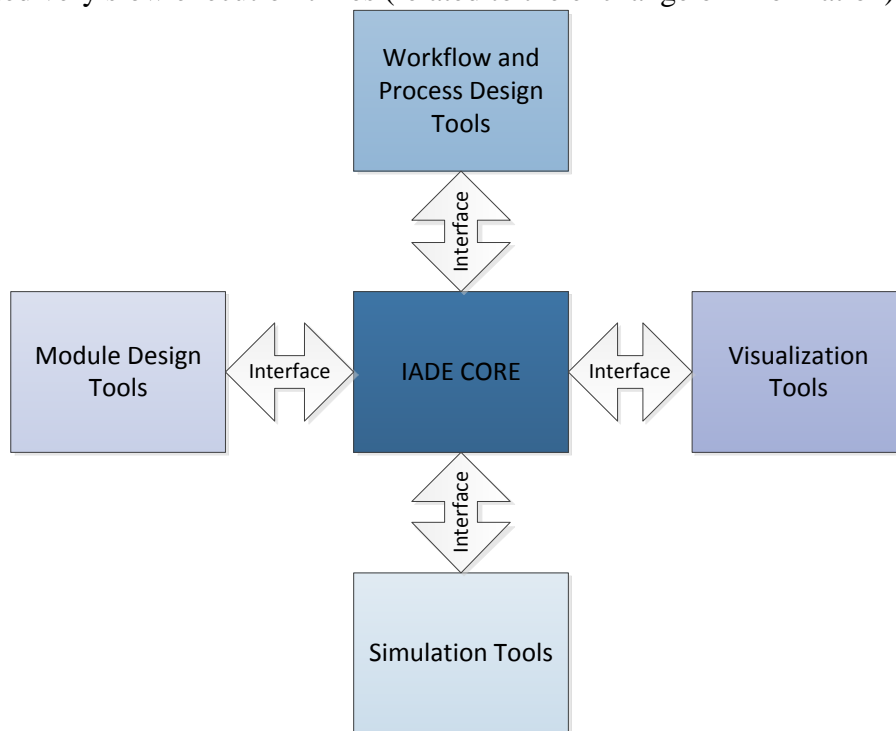 Workflow and
Process Design
Tools
Interface
Module Design
Tools
Interface
IADE CORE
Interface
Visualization
Tools
Interface
Simulation Tools